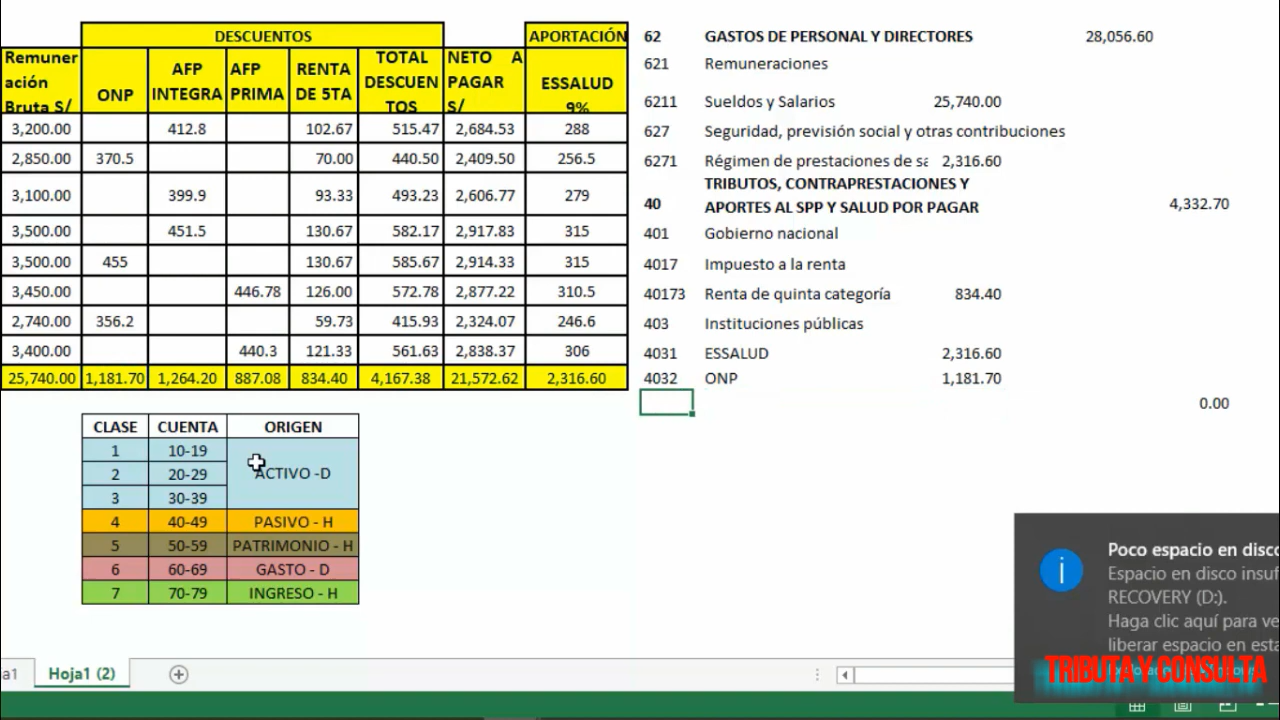 DESCUENTOS APORTACIÓN
Remuner
ación
Bruta S/ ONP AFP
INTEGRA AFP
PRIMA RENTA
DE 5TA TOTAL
DESCUEN
TOS NETO A
PAGAR
S/ ESSALUD
9%
3,200.00 412.8 102.67 515.47 2,684.53 288
2,850.00 370.5 70.00 440.50 2,409.50 256.5
3,100.00 399.9 93.33 493.23 2,606.77 279
3,500.00 451.5 130.67 582.17 2,917.83 315
3,500.00 455 130.67 585.67 2,914.33 315
3,450.00 446.78 126.00 572.78 2,877.22 310.5
2,740.00 356.2 59.73 415.93 2,324.07 246.6
3,400.00 440.3 121.33 561.63 2,838.37 306
25,740.00 1,181.70 1,264.20 887.08 834.40 4,167.38 21,572.62 2,316.60
62 GASTOS DE PERSONAL Y DIRECTORES 28,056.60
621 Remuneraciones
6211 Sueldos y Salarios 25,740.00
627 Seguridad, previsión social y otras contribuciones
6271 Régimen de prestaciones de sa 2,316.60
TRIBUTOS, CONTRAPRESTACIONES Y
40 APORTES AL SPP Y SALUD POR PAGAR 4,332.70
401 Gobierno nacional
4017 Impuesto a la renta
40173 Renta de quinta categoría 834.40
403 Instituciones públicas
4031 ESSALUD 2,316.60
4032 ONP 1,181.70
0.00
CLASE CUENTA ORIGEN
1 10-19
2 20-29 ACTIVO -D
3 30-39
4 40-49 PASIVO - H
5 50-59 PATRIMONIO - H
6 60-69 GASTO - D
7 70-79 INGRESO - H
Poco espacio en disco
Espacio en disco insuf
RECOVERY (D:).
Haga clic aquí para ve
liberar espacio en esta
TRIBUTA Y CONSULTA
a1 Hoja1 (2)